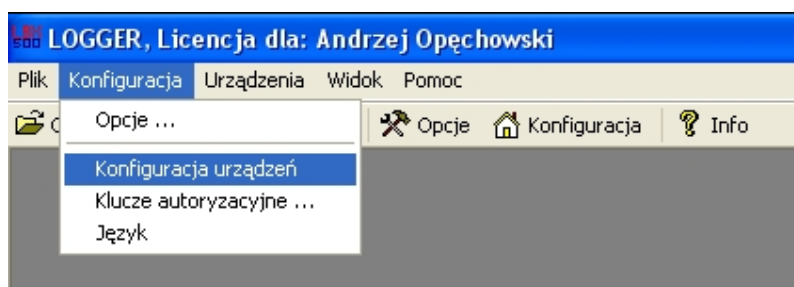 LOGGER, Licencja dla: Andrzej Opęchowski
Plik Konfiguracja Urządzenia Widok Pomoc
Opcje Konfiguracja Info
Opcje ...
Konfiguracja urządzeń
Klucze autoryzacyjne ...
Język